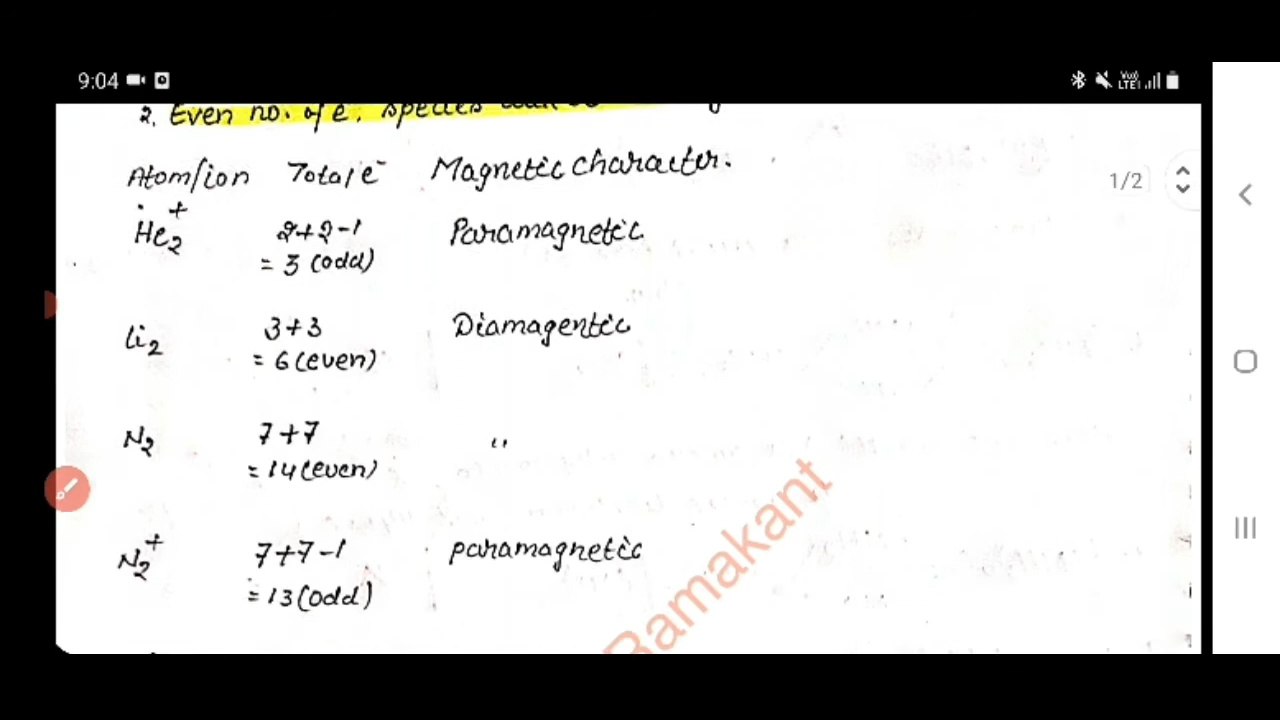 9:04
Vo)) LTE1
2. Even no. of e. species
Atom/ion Total e⁻ Magnetic character.
1/2
He₂⁺ 2+2-1 Paramagnetic
= 3 (odd)
Li₂ 3+3 Diamagentic
= 6 (even)
N₂ 7+7 "
= 14 (even)
N₂⁺ 7+7-1 paramagnetic
= 13 (odd)
Ramakant